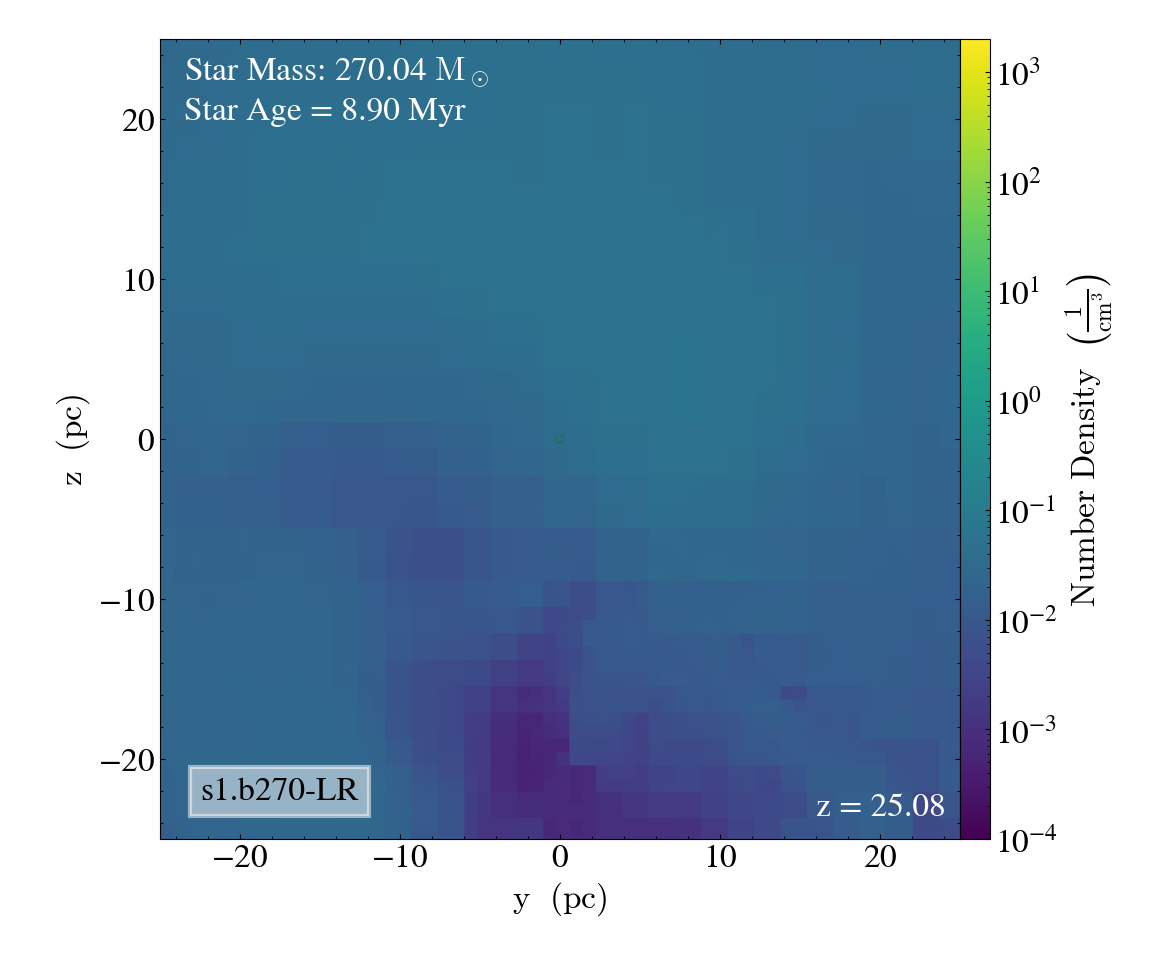 Star Mass: 270.04 M⊙
Star Age = 8.90 Myr
20
10
0
−10
−20
z (pc)
s1.b270-LR
z = 25.08
−20 −10 0 10 20
y (pc)
10³
10²
10¹
10⁰
10⁻¹
10⁻²
10⁻³
10⁻⁴
Number Density (1/cm³)